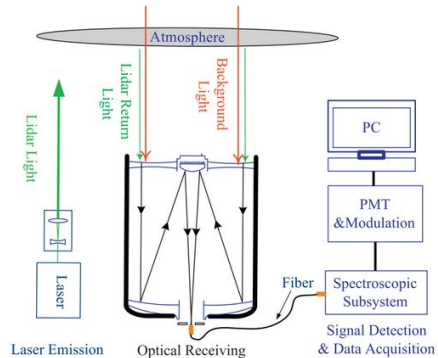 Atmosphere
Lidar Light
Lidar Return
Light
Background
Light
PC
PMT
&Modulation
Laser
Fiber
Spectroscopic
Subsystem
Laser Emission
Optical Receiving
Signal Detection
& Data Acquisition